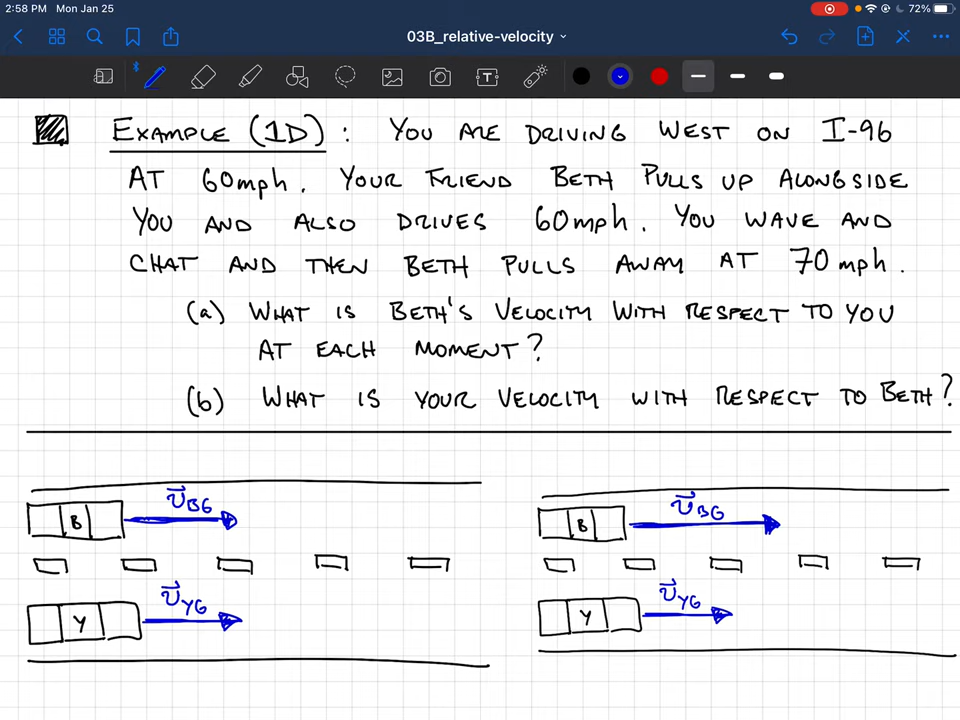 2:58 PM Mon Jan 25
72%
03B_relative-velocity
T
EXAMPLE (1D) : YOU ARE DRIVING WEST ON I-96
AT 60mph. YOUR FRIEND BETH PULLS UP ALONGSIDE
YOU AND ALSO DRIVES 60mph. YOU WAVE AND
CHAT AND THEN BETH PULLS AWAY AT 70 mph.
(a) WHAT IS BETH'S VELOCITY WITH RESPECT TO YOU
AT EACH MOMENT?
(b) WHAT IS YOUR VELOCITY WITH RESPECT TO BETH?
B
v⃗BG
Y
v⃗YG
B
v⃗BG
Y
v⃗YG